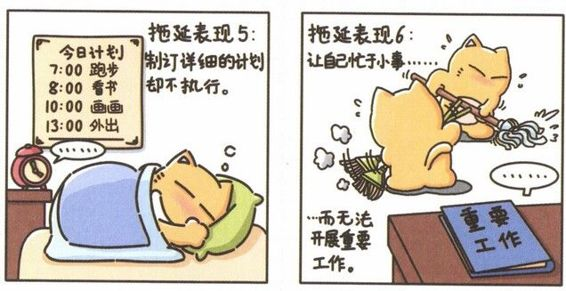 今日计划
7:00 跑步
8:00 看书
10:00 画画
13:00 外出
拖延表现5:
制订详细的计划
却不执行。
………
拖延表现6:
让自己忙于小事……
…而无法
开展重要
工作。
………
重要
工作